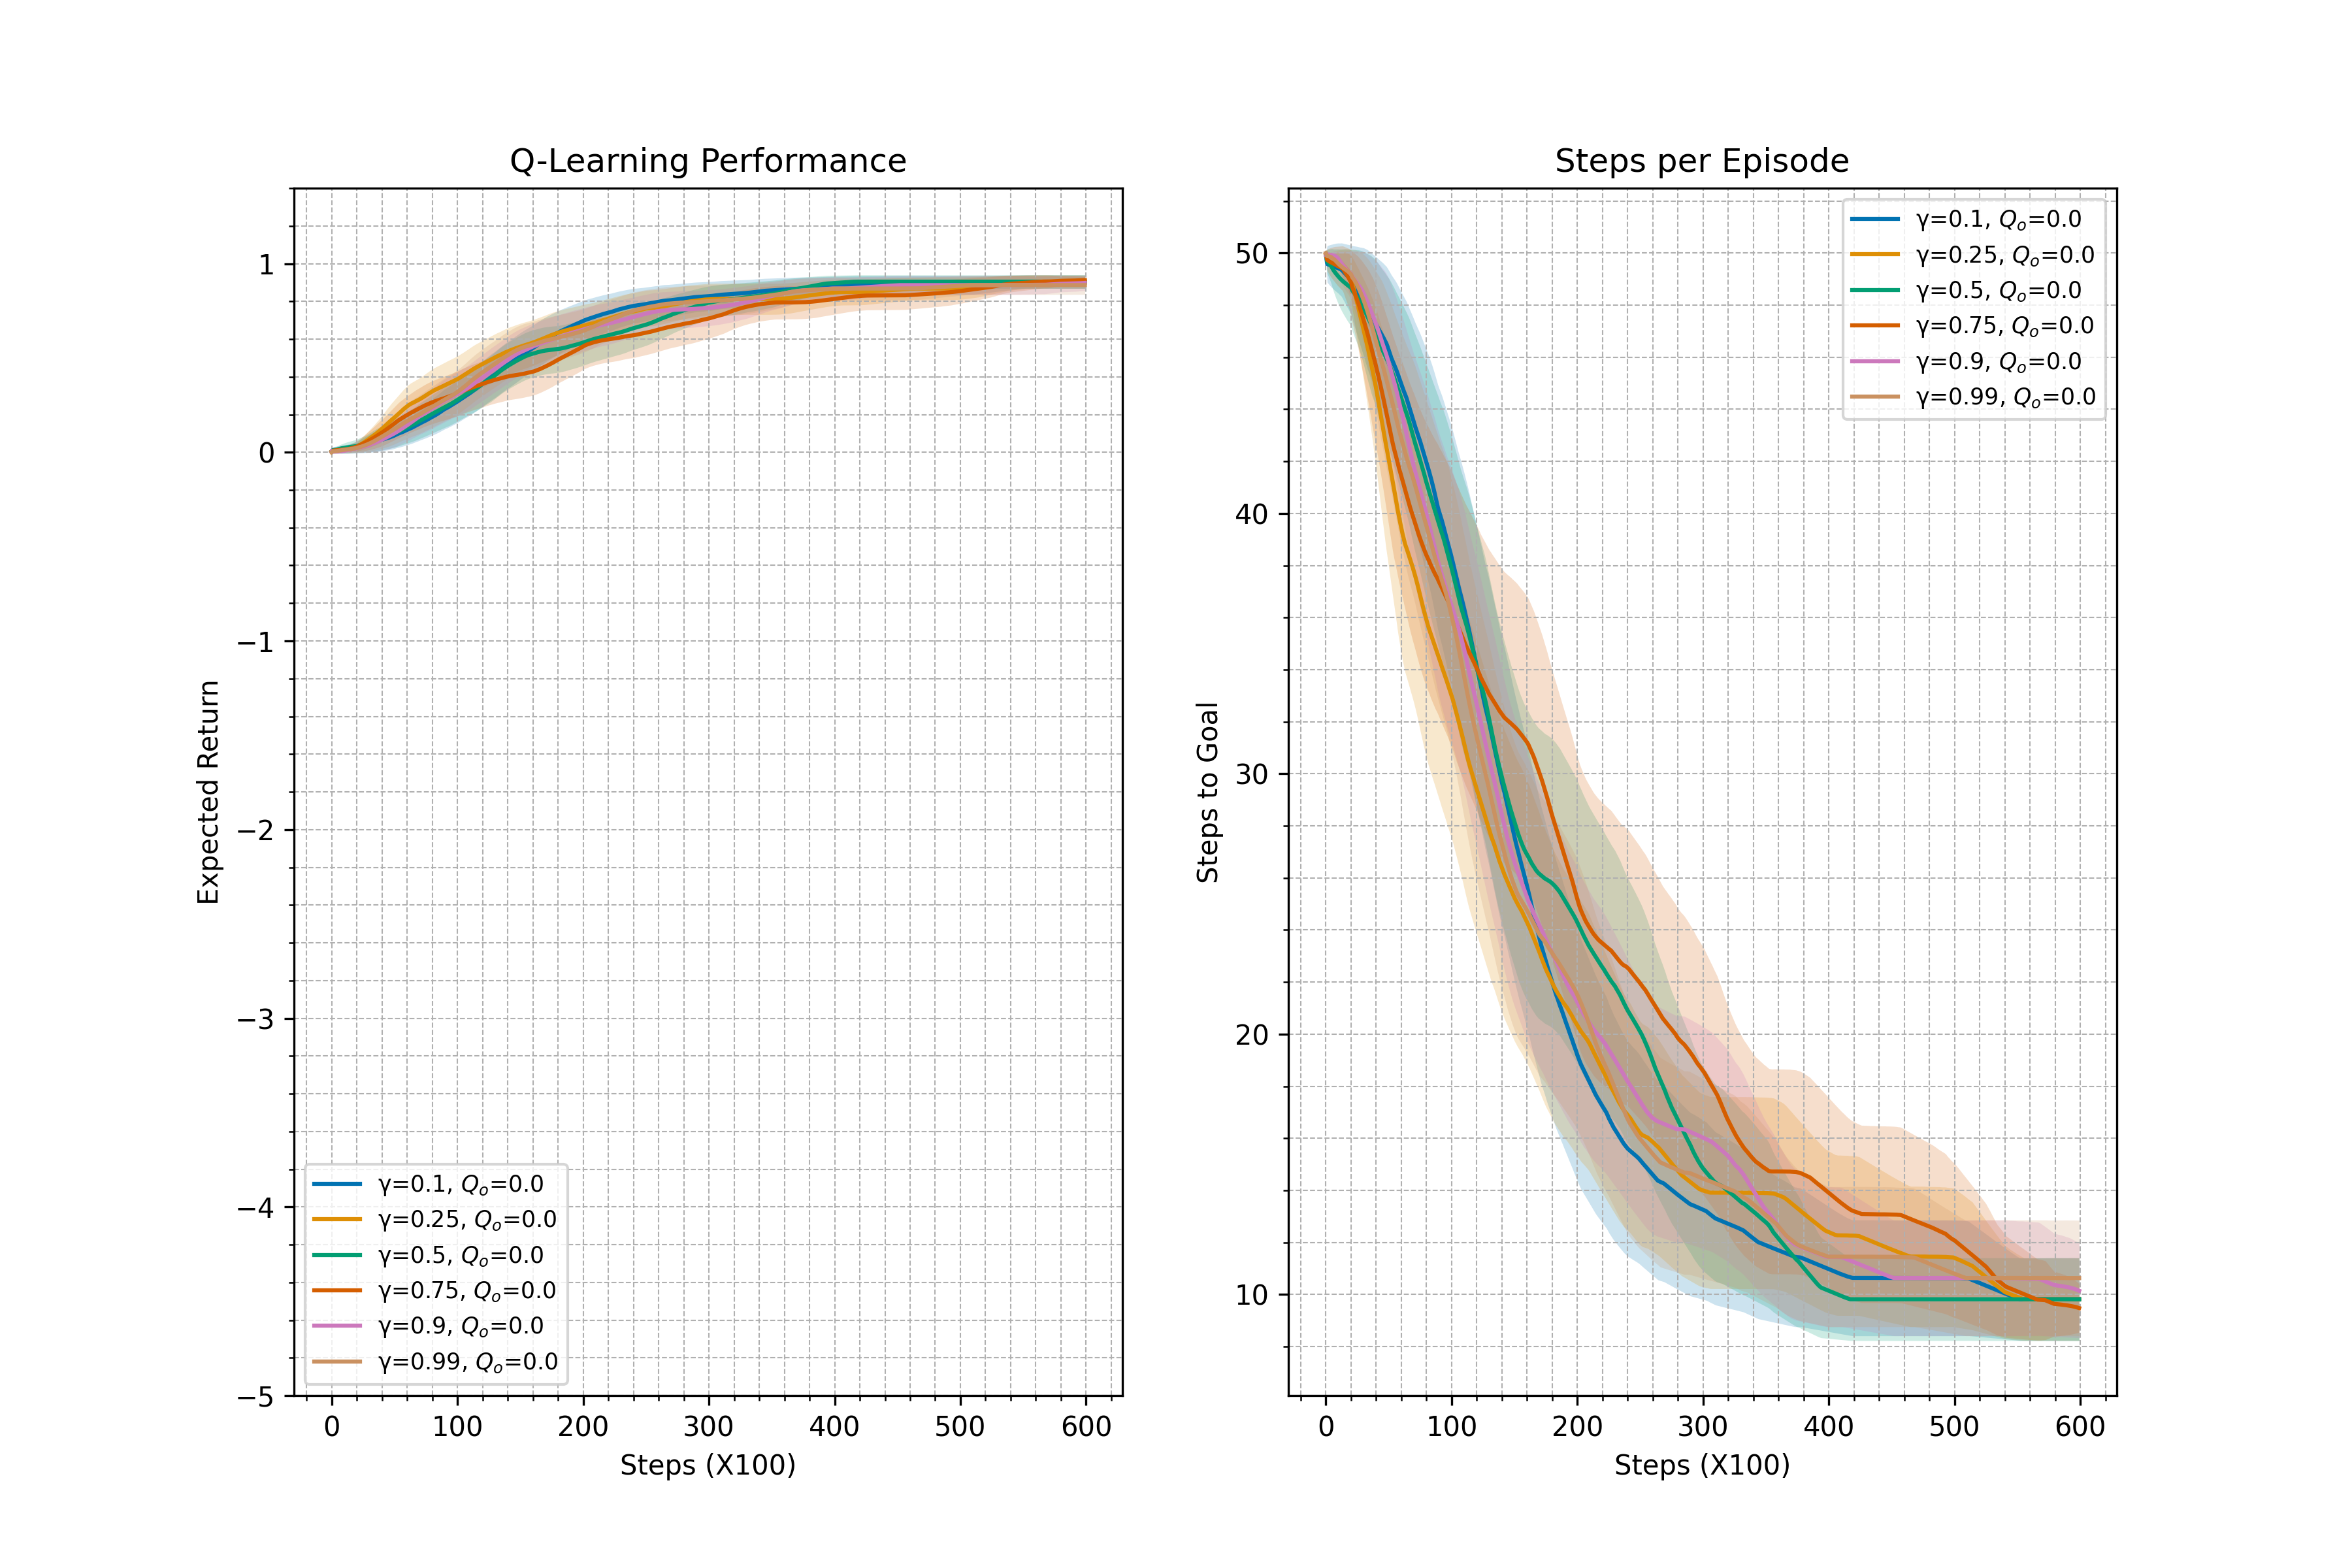 Q-Learning Performance
Expected Return
1
0
−1
−2
−3
−4
−5
γ=0.1, Qo=0.0
γ=0.25, Qo=0.0
γ=0.5, Qo=0.0
γ=0.75, Qo=0.0
γ=0.9, Qo=0.0
γ=0.99, Qo=0.0
0 100 200 300 400 500 600
Steps (X100)
Steps per Episode
Steps to Goal
50
40
30
20
10
γ=0.1, Qo=0.0
γ=0.25, Qo=0.0
γ=0.5, Qo=0.0
γ=0.75, Qo=0.0
γ=0.9, Qo=0.0
γ=0.99, Qo=0.0
0 100 200 300 400 500 600
Steps (X100)